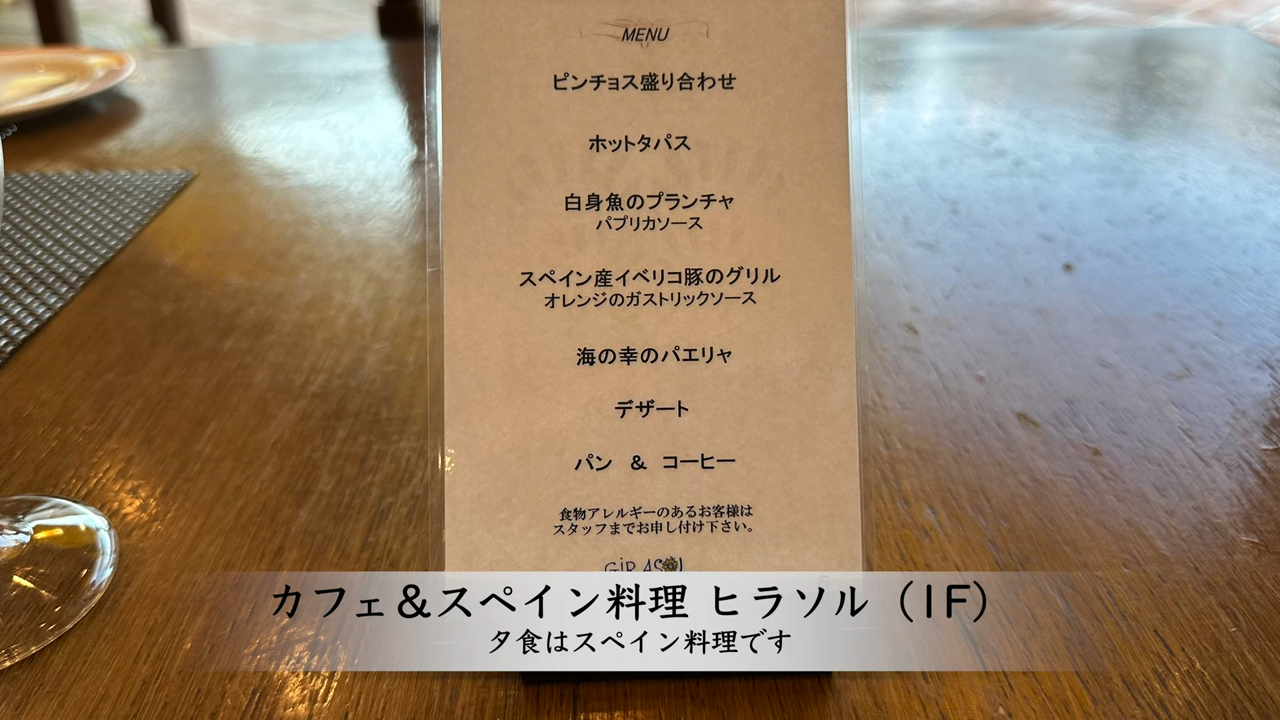 MENU
ピンチョス盛り合わせ
ホットタパス
白身魚のプランチャ
パプリカソース
スペイン産イベリコ豚のグリル
オレンジのガストリックソース
海の幸のパエリャ
デザート
パン & コーヒー
食物アレルギーのあるお客様は
スタッフまでお申し付け下さい。
GIRASOL
カフェ&スペイン料理 ヒラソル（1F）
夕食はスペイン料理です